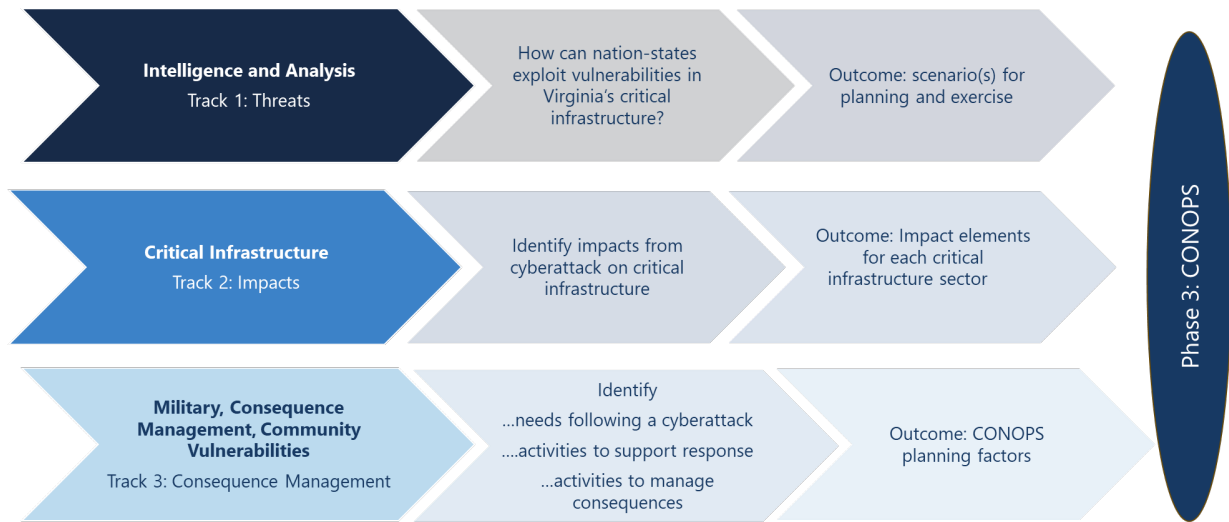 Intelligence and Analysis
Track 1: Threats
How can nation-states
exploit vulnerabilities in
Virginia's critical
infrastructure?
Outcome: scenario(s) for
planning and exercise
Critical Infrastructure
Track 2: Impacts
Identify impacts from
cyberattack on critical
infrastructure
Outcome: Impact elements
for each critical
infrastructure sector
Military, Consequence
Management, Community
Vulnerabilities
Track 3: Consequence Management
Identify
...needs following a cyberattack
....activities to support response
...activities to manage
consequences
Outcome: CONOPS
planning factors
Phase 3: CONOPS